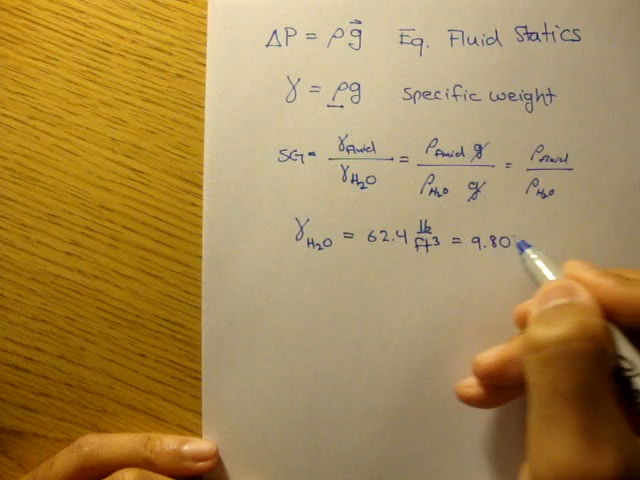 ΔP = ρg⃗ Eq. Fluid Statics
γ = ρg Specific weight
SG = γFluid / γH₂O = ρFluid g / ρH₂O g = ρFluid / ρH₂O
γH₂O = 62.4 lb/ft³ = 9.80